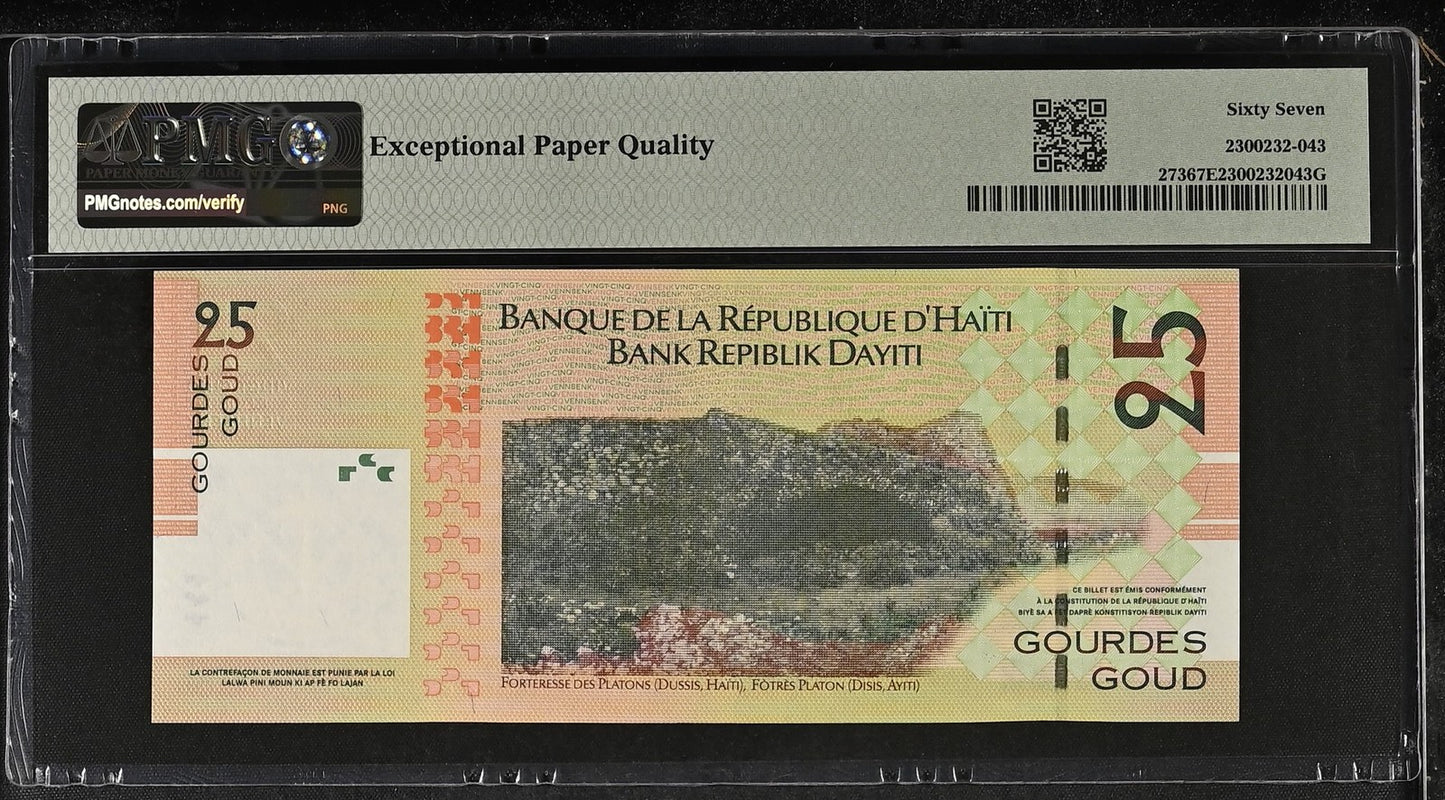 PMG
PAPER MONEY GUARANTY
PMGnotes.com/verify
PNG
Exceptional Paper Quality
Sixty Seven
2300232-043
27367E2300232043G
25
GOURDES
GOUD
BANQUE DE LA RÉPUBLIQUE D'HAÏTI
BANK REPIBLIK DAYITI
25
CE BILLET EST ÉMIS CONFORMÉMENT
À LA CONSTITUTION DE LA RÉPUBLIQUE D'HAÏTI
BIYÈ SA A FÈT DAPRÈ KONSTITISYON REPIBLIK DAYITI
GOURDES
GOUD
LA CONTREFAÇON DE MONNAIE EST PUNIE PAR LA LOI
LALWA PINI MOUN KI AP FÈ FO LAJAN
FORTERESSE DES PLATONS (DUSSIS, HAÏTI), FÒTRÈS PLATON (DISIS, AYITI)